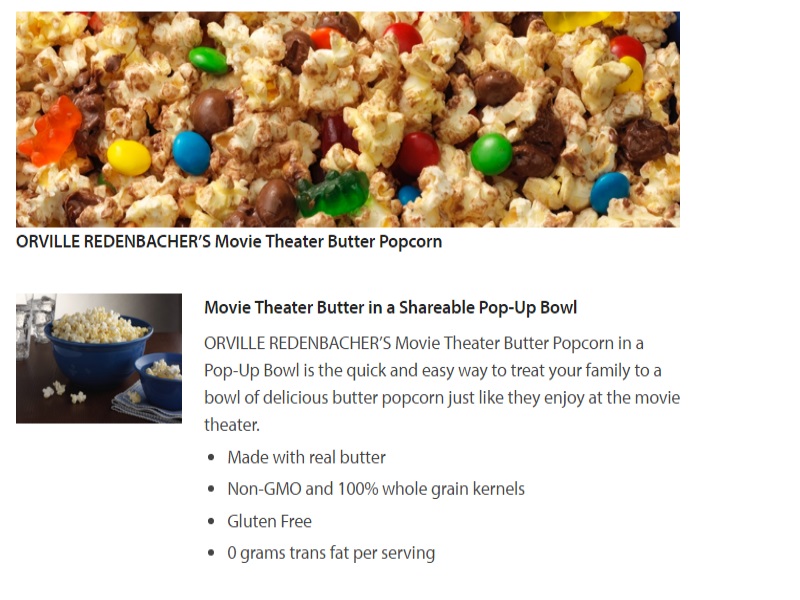 ORVILLE REDENBACHER’S Movie Theater Butter Popcorn
Movie Theater Butter in a Shareable Pop-Up Bowl
ORVILLE REDENBACHER’S Movie Theater Butter Popcorn in a
Pop-Up Bowl is the quick and easy way to treat your family to a
bowl of delicious butter popcorn just like they enjoy at the movie
theater.
• Made with real butter
• Non-GMO and 100% whole grain kernels
• Gluten Free
• 0 grams trans fat per serving